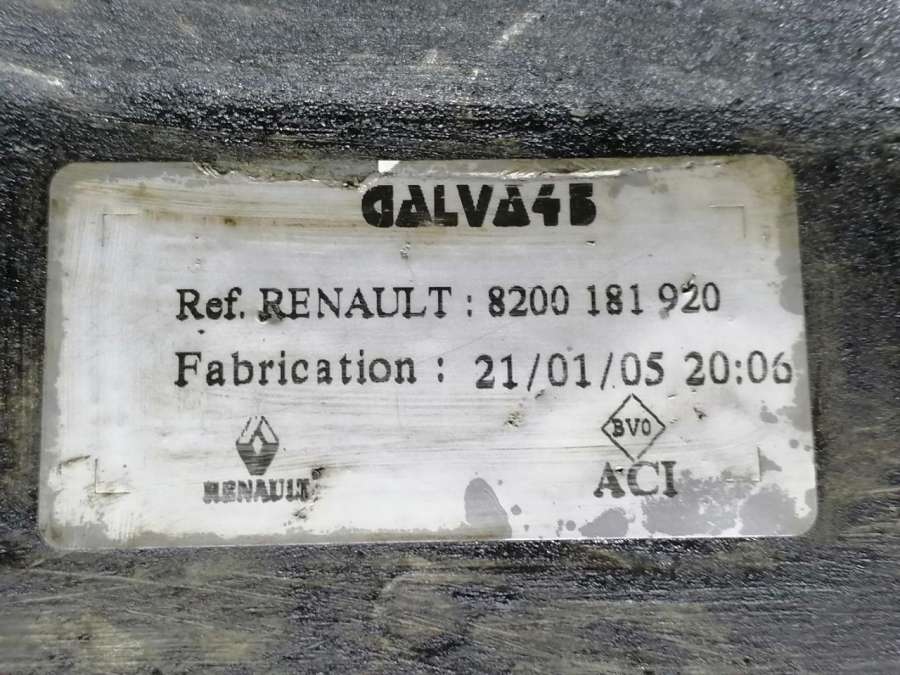 GALVA45
Ref. RENAULT : 8200 181 920
Fabrication : 21/01/05 20:06
BVO
RENAULT
ACI